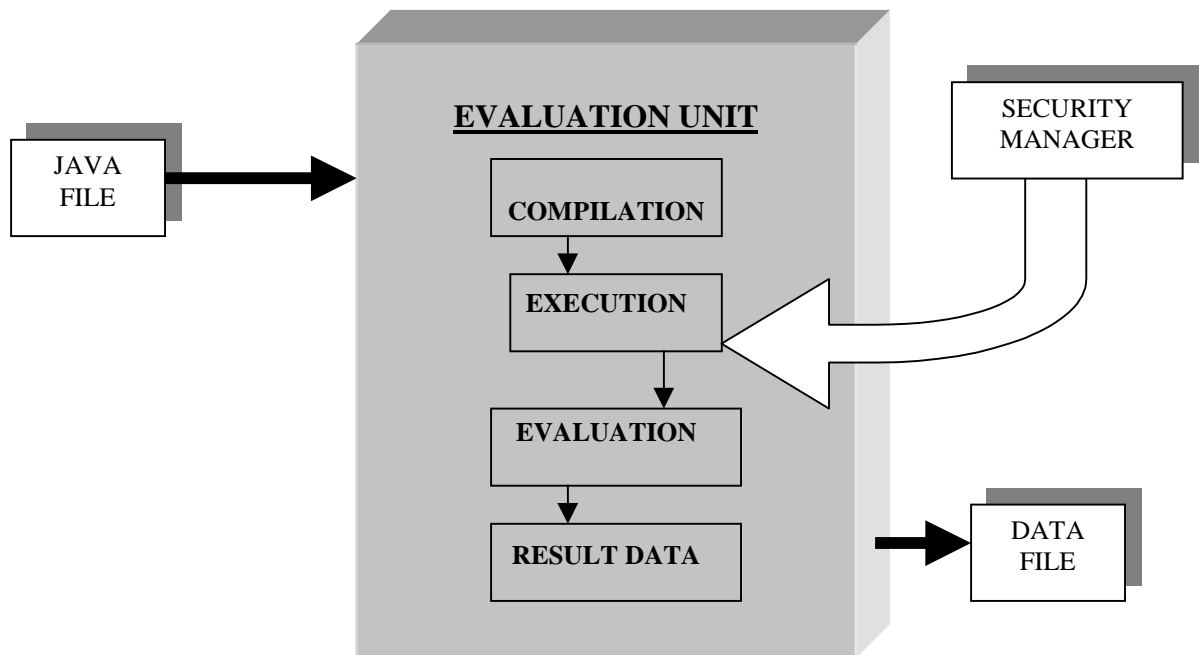 EVALUATION UNIT
JAVA
FILE
SECURITY
MANAGER
COMPILATION
EXECUTION
EVALUATION
RESULT DATA
DATA
FILE